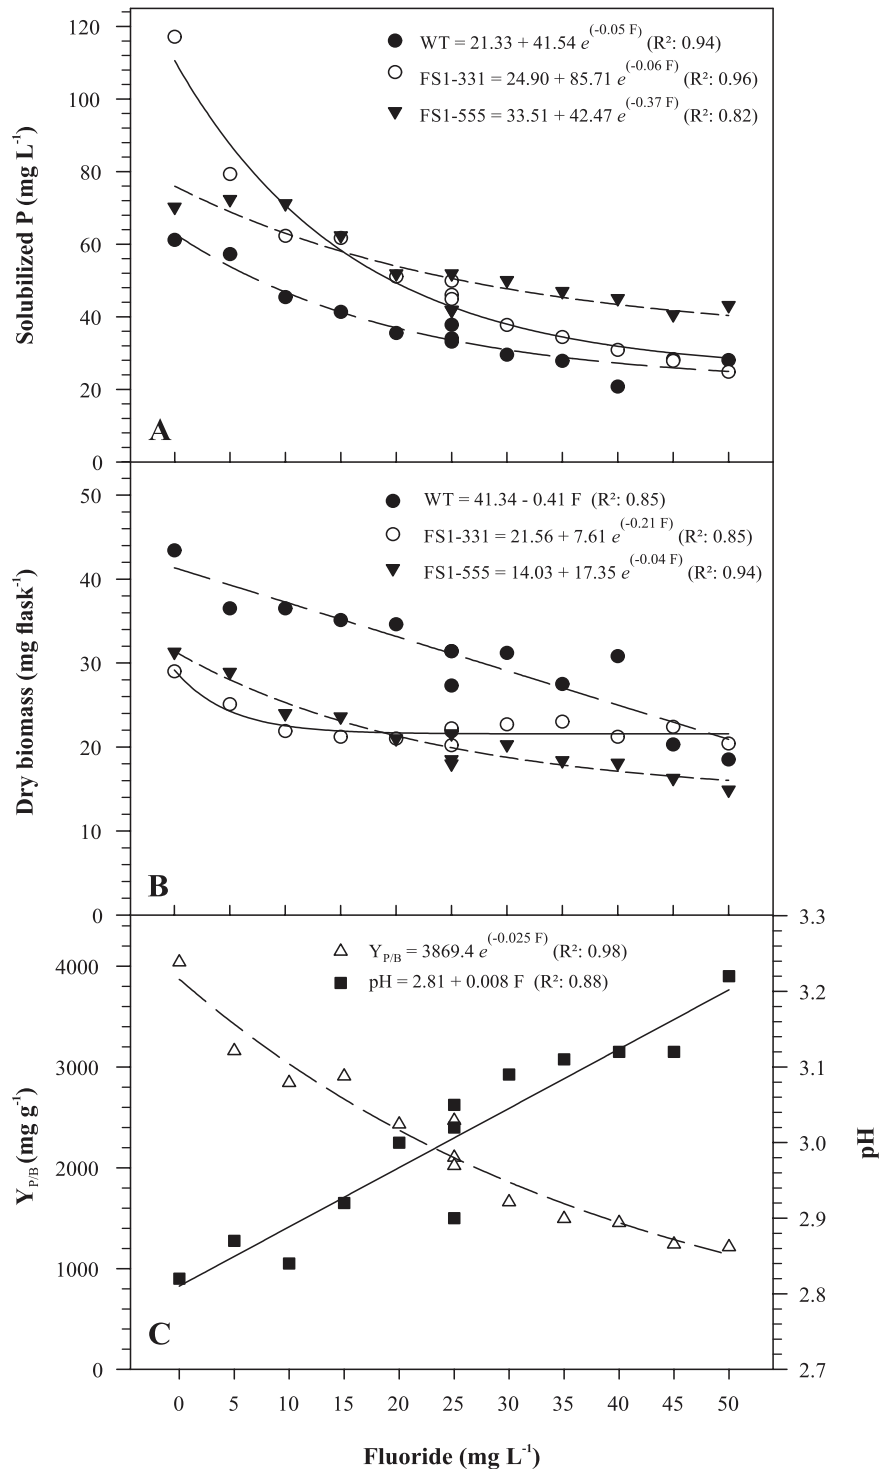 120
100
80
60
40
20
0
Solubilized P (mg L⁻¹)
WT = 21.33 + 41.54 e^(-0.05 F) (R²: 0.94)
FS1-331 = 24.90 + 85.71 e^(-0.06 F) (R²: 0.96)
FS1-555 = 33.51 + 42.47 e^(-0.37 F) (R²: 0.82)
A
50
40
30
20
10
0
Dry biomass (mg flask⁻¹)
WT = 41.34 - 0.41 F (R²: 0.85)
FS1-331 = 21.56 + 7.61 e^(-0.21 F) (R²: 0.85)
FS1-555 = 14.03 + 17.35 e^(-0.04 F) (R²: 0.94)
B
4000
3000
2000
1000
0
Y_P/B (mg g⁻¹)
Y_P/B = 3869.4 e^(-0.025 F) (R²: 0.98)
pH = 2.81 + 0.008 F (R²: 0.88)
C
3.3
3.2
3.1
3.0
2.9
2.8
2.7
pH
0 5 10 15 20 25 30 35 40 45 50
Fluoride (mg L⁻¹)